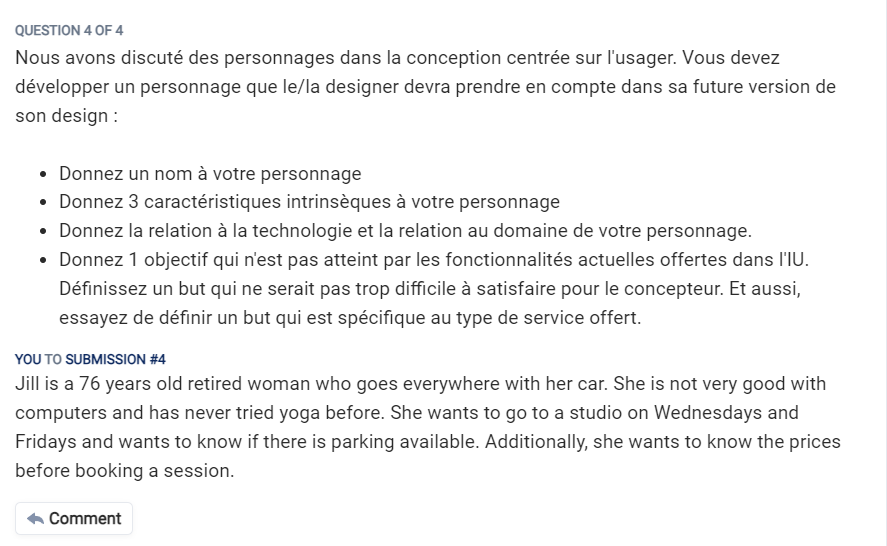 QUESTION 4 OF 4
Nous avons discuté des personnages dans la conception centrée sur l'usager. Vous devez
développer un personnage que le/la designer devra prendre en compte dans sa future version de
son design :
• Donnez un nom à votre personnage
• Donnez 3 caractéristiques intrinsèques à votre personnage
• Donnez la relation à la technologie et la relation au domaine de votre personnage.
• Donnez 1 objectif qui n'est pas atteint par les fonctionnalités actuelles offertes dans l'IU.
Définissez un but qui ne serait pas trop difficile à satisfaire pour le concepteur. Et aussi,
essayez de définir un but qui est spécifique au type de service offert.
YOU TO SUBMISSION #4
Jill is a 76 years old retired woman who goes everywhere with her car. She is not very good with
computers and has never tried yoga before. She wants to go to a studio on Wednesdays and
Fridays and wants to know if there is parking available. Additionally, she wants to know the prices
before booking a session.
Comment